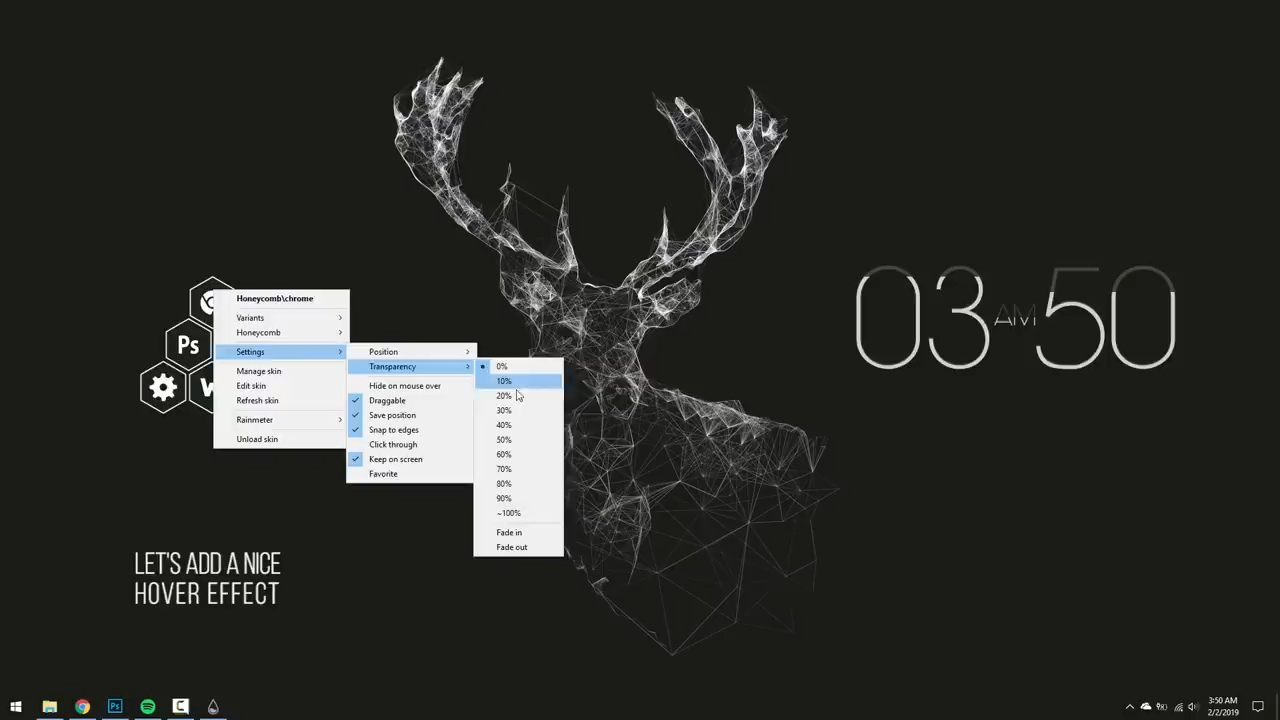 Honeycomb\chrome
Variants
Honeycomb
Settings
Manage skin
Edit skin
Refresh skin
Rainmeter
Unload skin
Position
Transparency
Hide on mouse over
Draggable
Save position
Snap to edges
Click through
Keep on screen
Favorite
0%
10%
20%
30%
40%
50%
60%
70%
80%
90%
~100%
Fade in
Fade out
Ps
W
03 AM 50
LET'S ADD A NICE
HOVER EFFECT
Ps
3:50 AM
2/2/2019